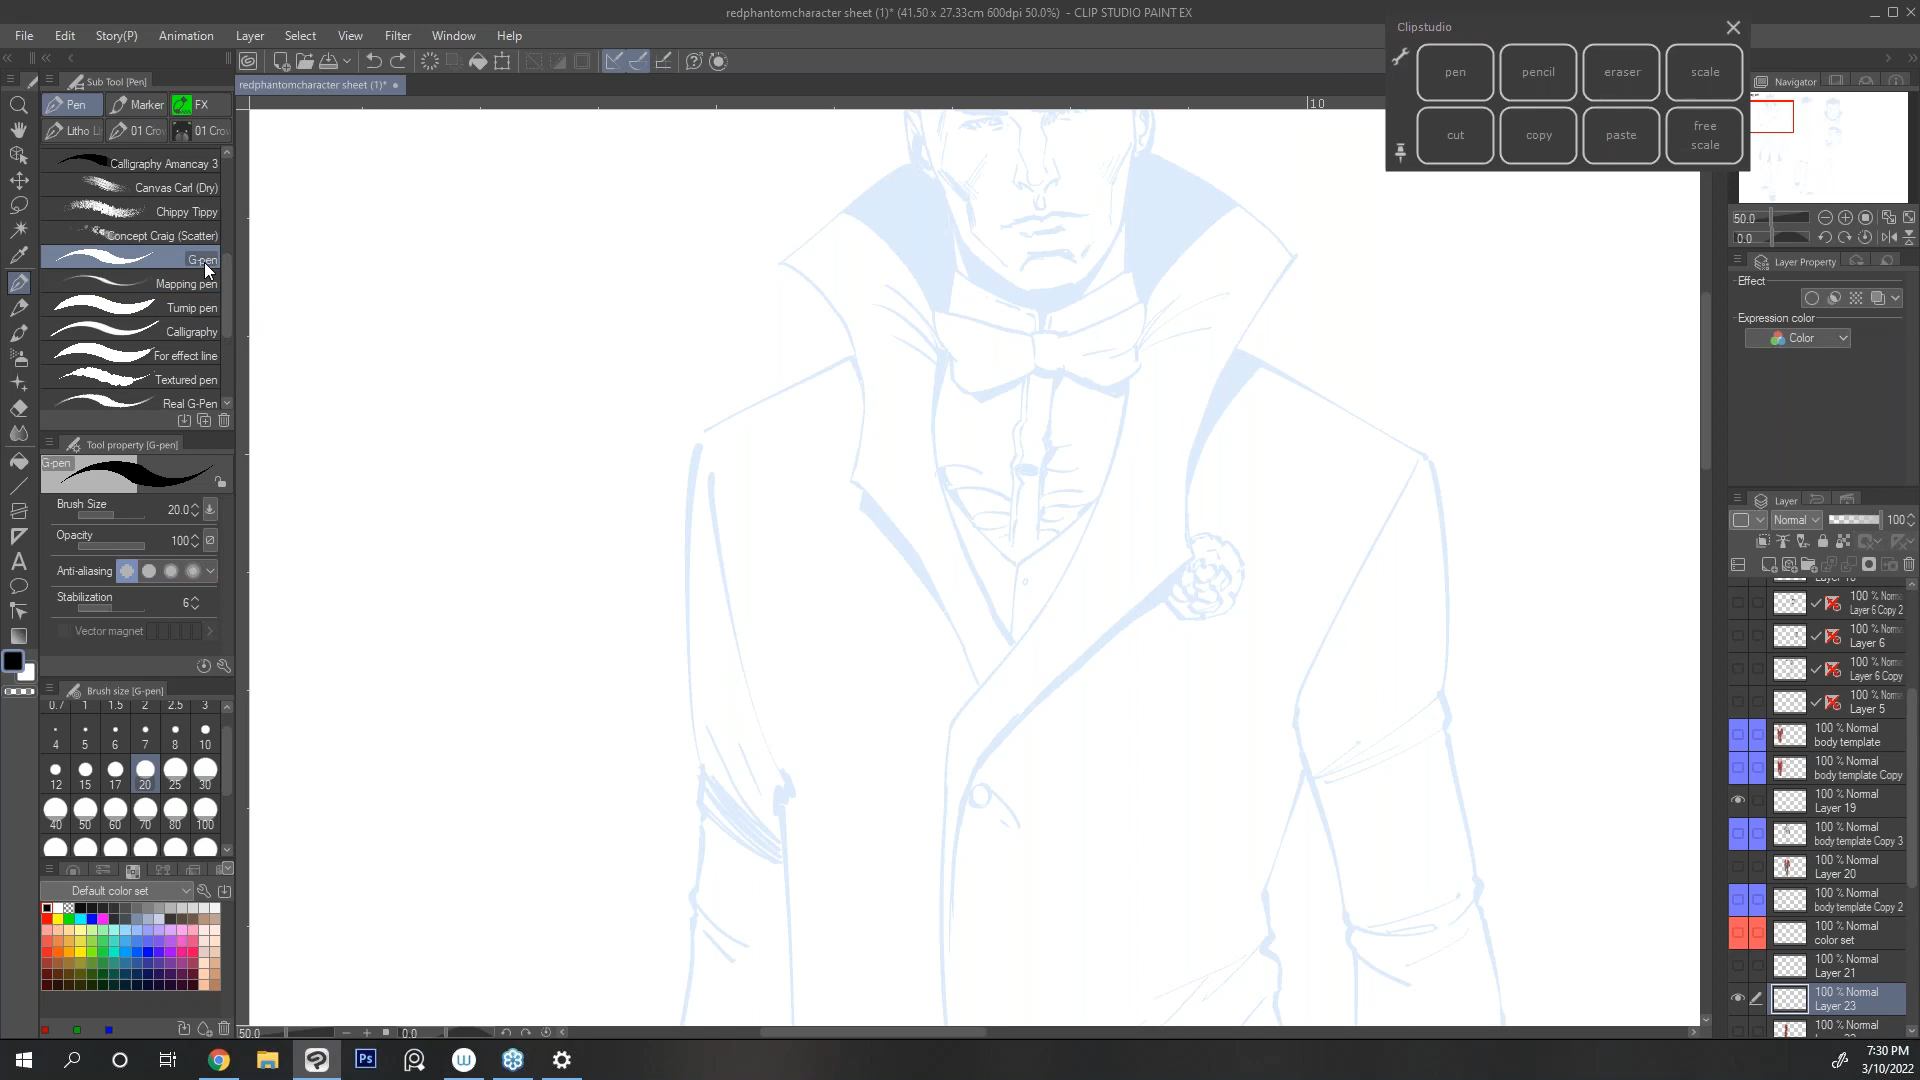 redphantomcharacter sheet (1)* (41.50 x 27.33cm 600dpi 50.0%) - CLIP STUDIO PAINT EX
File Edit Story(P) Animation Layer Select View Filter Window Help
Clipstudio
pen pencil eraser scale
cut copy paste free scale
Sub Tool [Pen]
redphantomcharacter sheet (1)*
Navigator
Pen Marker FX
Litho Li 01 Crow 01 Crow
10
Calligraphy Amancay 3
Canvas Carl (Dry)
Chippy Tippy
Concept Craig (Scatter)
G-pen
Mapping pen
Turnip pen
Calligraphy
For effect line
Textured pen
Real G-Pen
50.0
0.0
Layer Property
Effect
Expression color
Color
Tool property [G-pen]
G-pen
Brush Size 20.0
Opacity 100
Anti-aliasing
Stabilization 6
Vector magnet
Brush size [G-pen]
0.7 1 1.5 2 2.5 3
4 5 6 7 8 10
12 15 17 20 25 30
40 50 60 70 80 100
Default color set
Layer
Normal 100
100 % Norm
Layer 6 Copy 2
100 % Norm
Layer 6
100 % Norm
Layer 6 Copy
100 % Norm
Layer 5
100 % Normal
body template
100 % Normal
body template Copy
100 % Normal
Layer 19
100 % Normal
body template Copy 3
100 % Normal
Layer 20
100 % Normal
body template Copy 2
100 % Normal
color set
100 % Normal
Layer 21
100 % Normal
Layer 23
100 % Normal
50.0 0.0
Ps
7:30 PM
3/10/2022